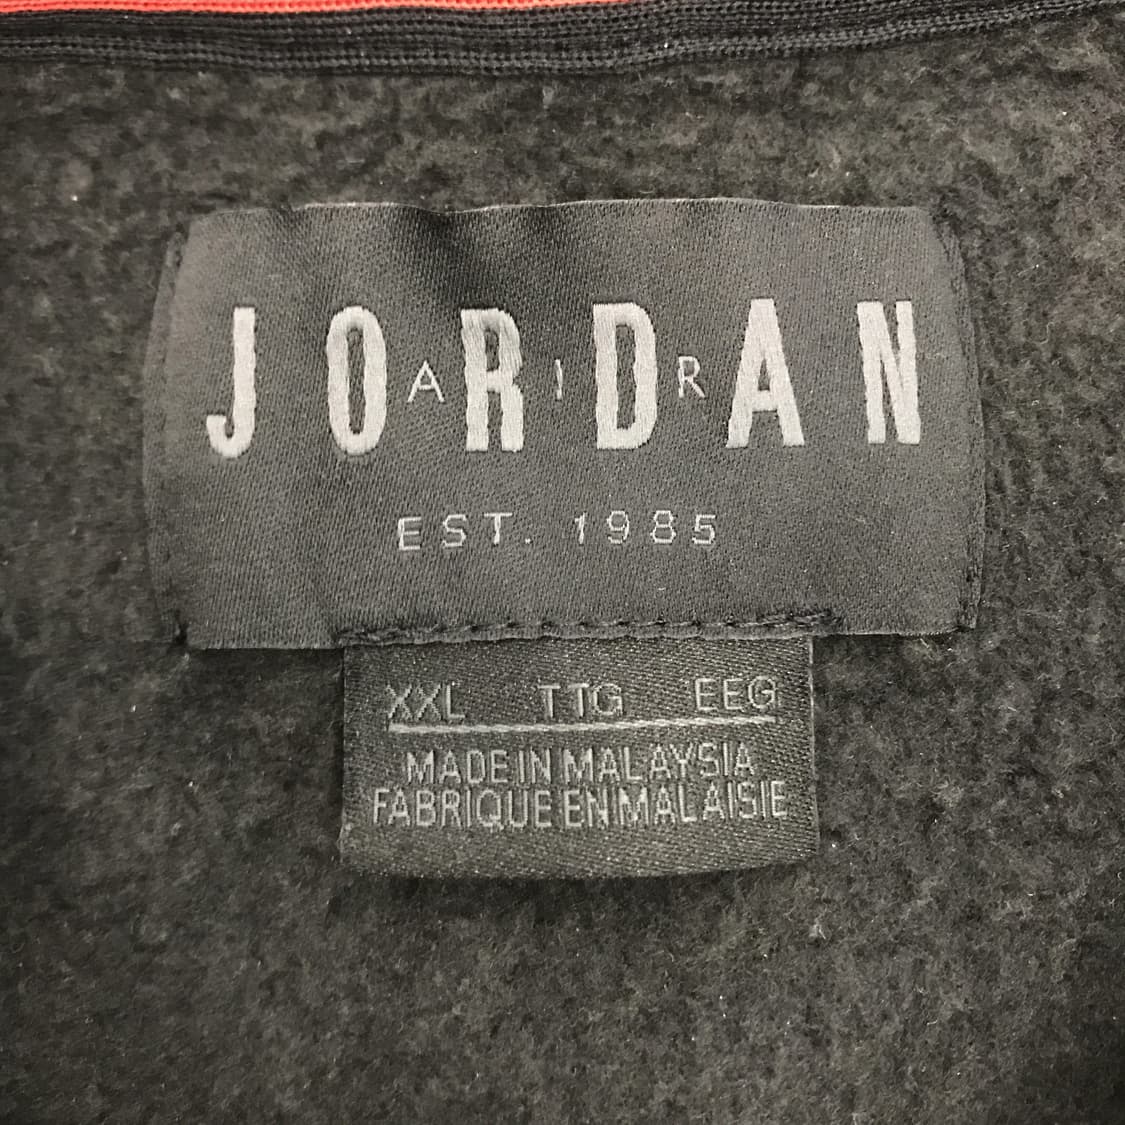 JORDAN
AIR
EST. 1985
XXL TTG EEG
MADE IN MALAYSIA
FABRIQUE EN MALAISIE